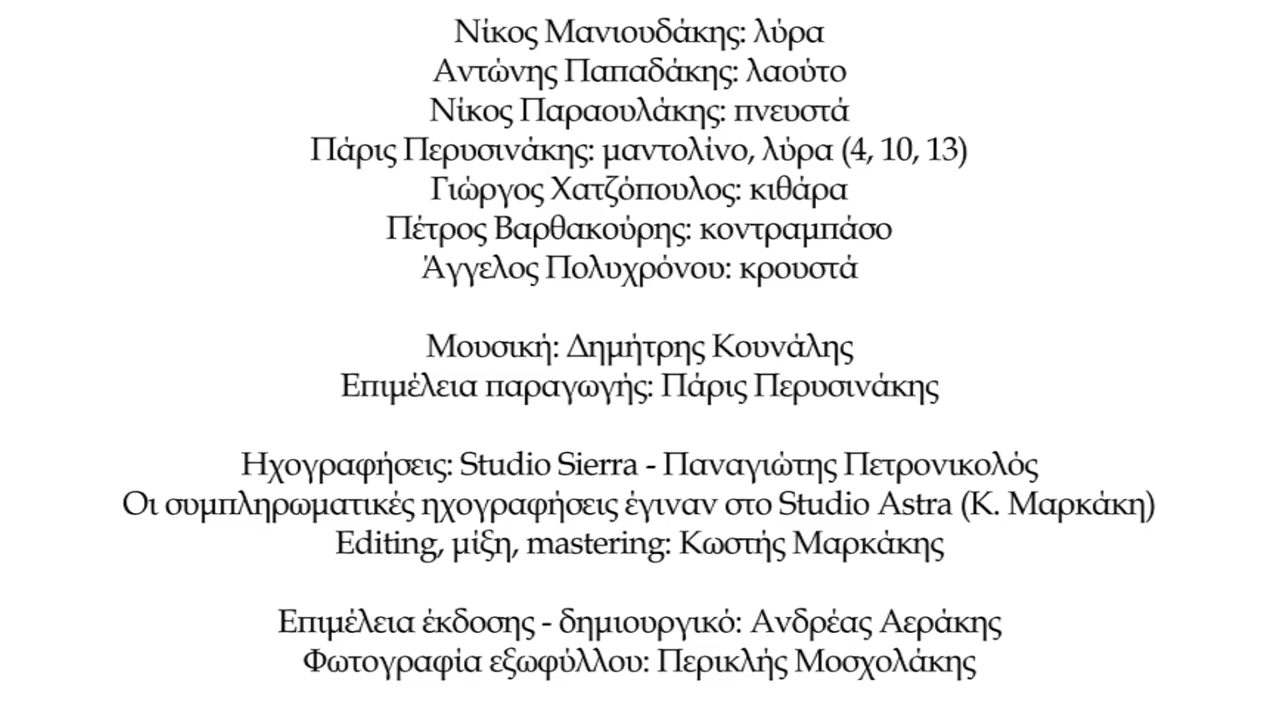 Νίκος Μανιουδάκης: λύρα
Αντώνης Παπαδάκης: λαούτο
Νίκος Παραουλάκης: πνευστά
Πάρις Περυσινάκης: μαντολίνο, λύρα (4, 10, 13)
Γιώργος Χατζόπουλος: κιθάρα
Πέτρος Βαρθακούρης: κοντραμπάσο
Άγγελος Πολυχρόνου: κρουστά
Μουσική: Δημήτρης Κουνάλης
Επιμέλεια παραγωγής: Πάρις Περυσινάκης
Ηχογραφήσεις: Studio Sierra - Παναγιώτης Πετρονικολός
Οι συμπληρωματικές ηχογραφήσεις έγιναν στο Studio Astra (Κ. Μαρκάκη)
Editing, μίξη, mastering: Κωστής Μαρκάκης
Επιμέλεια έκδοσης - δημιουργικό: Ανδρέας Αεράκης
Φωτογραφία εξωφύλλου: Περικλής Μοσχολάκης